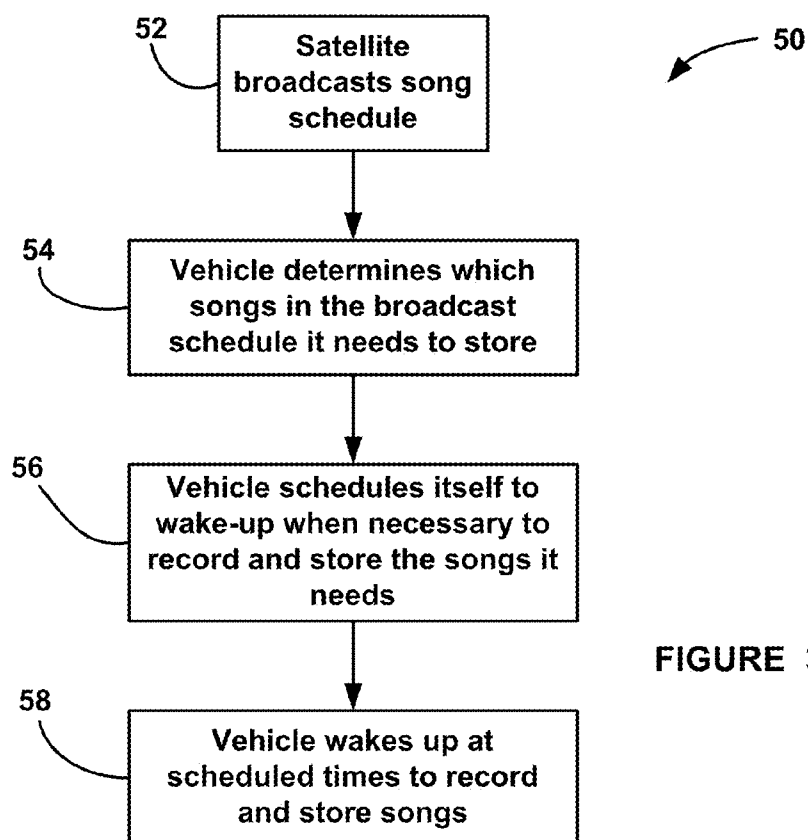 52
Satellite
broadcasts song
schedule
50
54
Vehicle determines which
songs in the broadcast
schedule it needs to store
56
Vehicle schedules itself to
wake-up when necessary to
record and store the songs it
needs
FIGURE
58
Vehicle wakes up at
scheduled times to record
and store songs